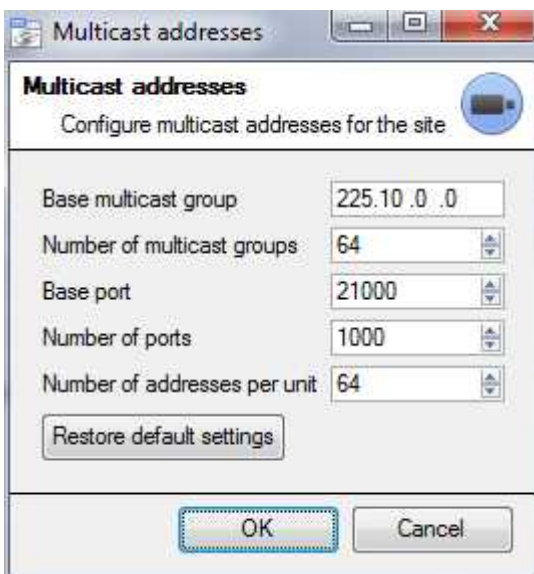 Multicast addresses
Multicast addresses
Configure multicast addresses for the site
Base multicast group 225.10 .0 .0
Number of multicast groups 64
Base port 21000
Number of ports 1000
Number of addresses per unit 64
Restore default settings
OK Cancel